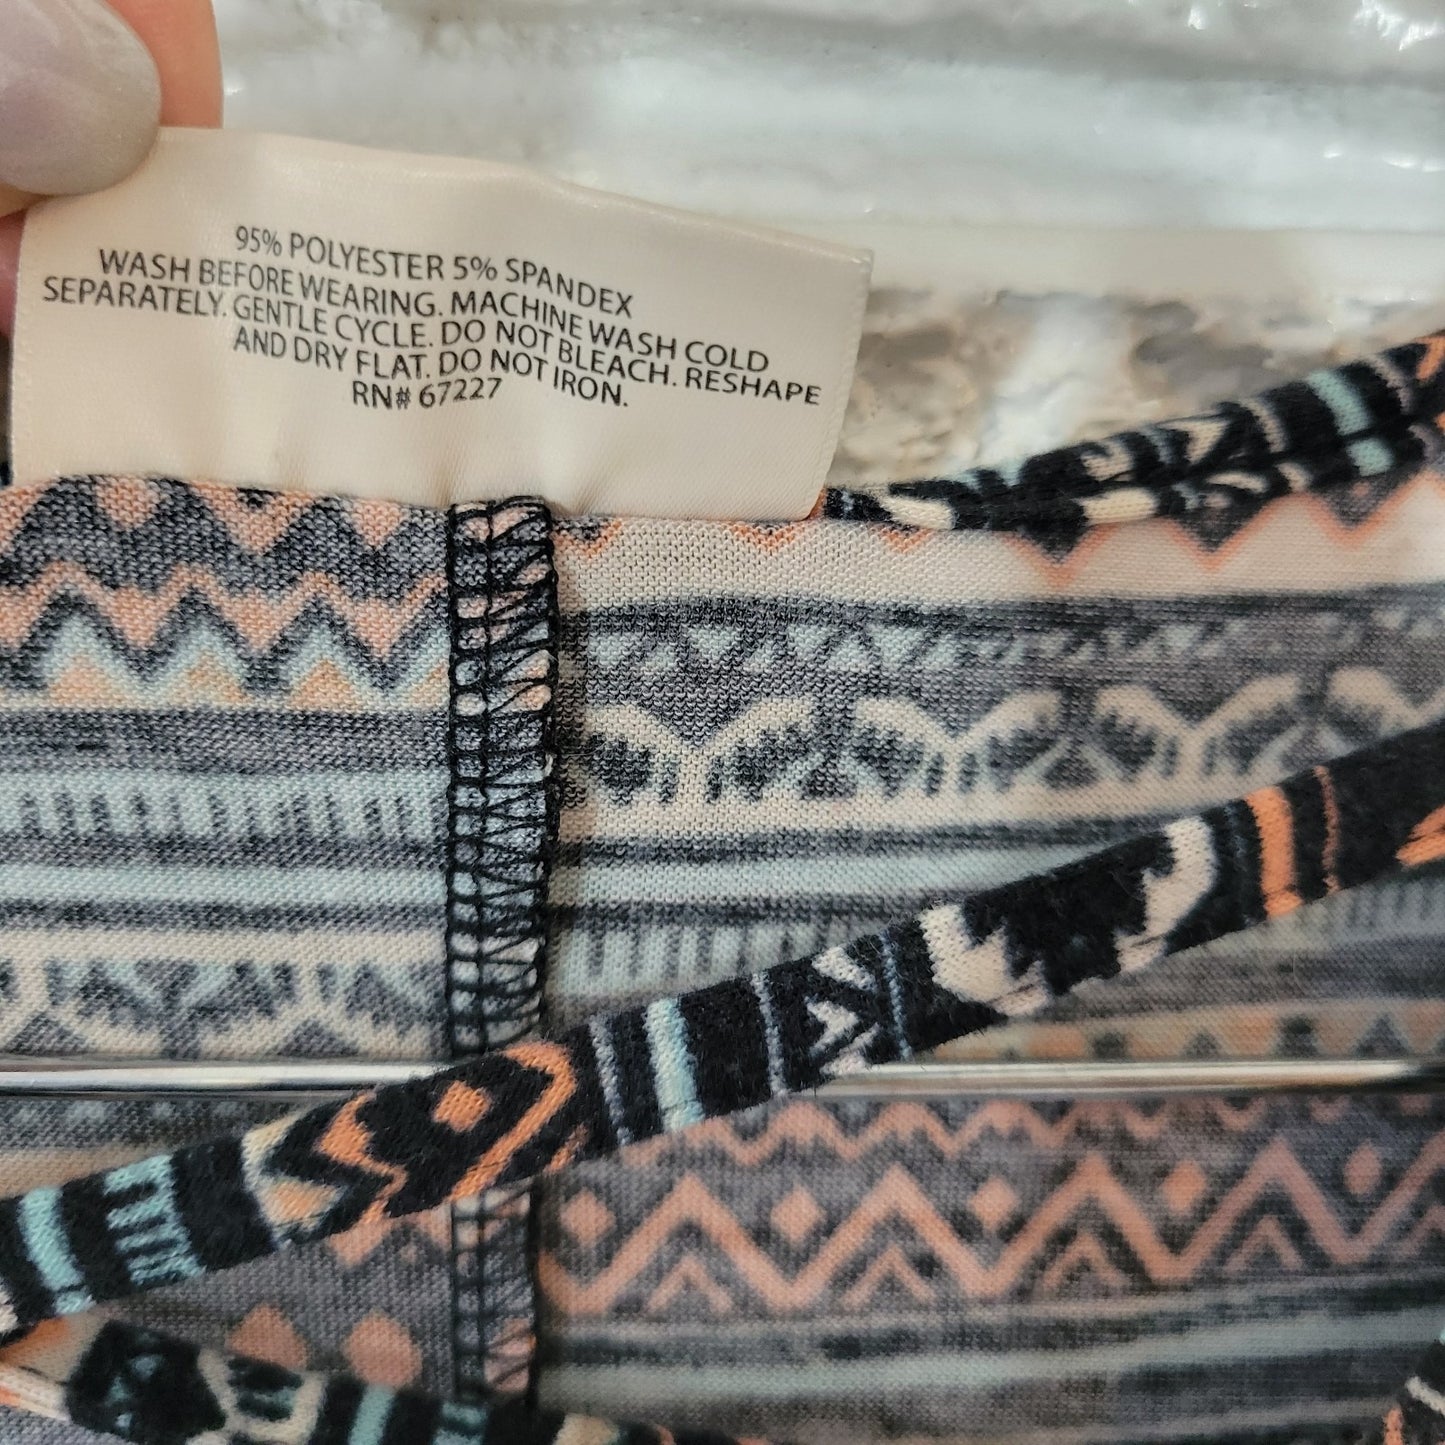 95% POLYESTER 5% SPANDEX
WASH BEFORE WEARING. MACHINE WASH COLD
SEPARATELY. GENTLE CYCLE. DO NOT BLEACH. RESHAPE
AND DRY FLAT. DO NOT IRON.
RN# 67227